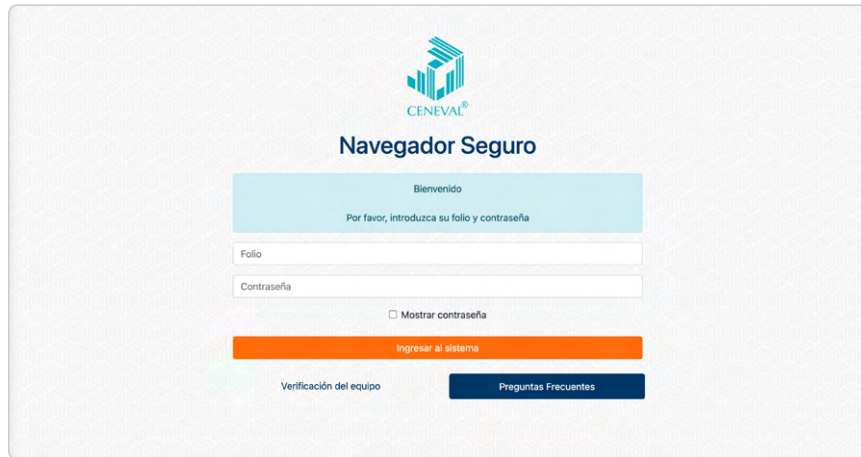 CENEVAL®
Navegador Seguro
Bienvenido
Por favor, introduzca su folio y contraseña
Folio
Contraseña
Mostrar contraseña
Ingresar al sistema
Verificación del equipo
Preguntas Frecuentes